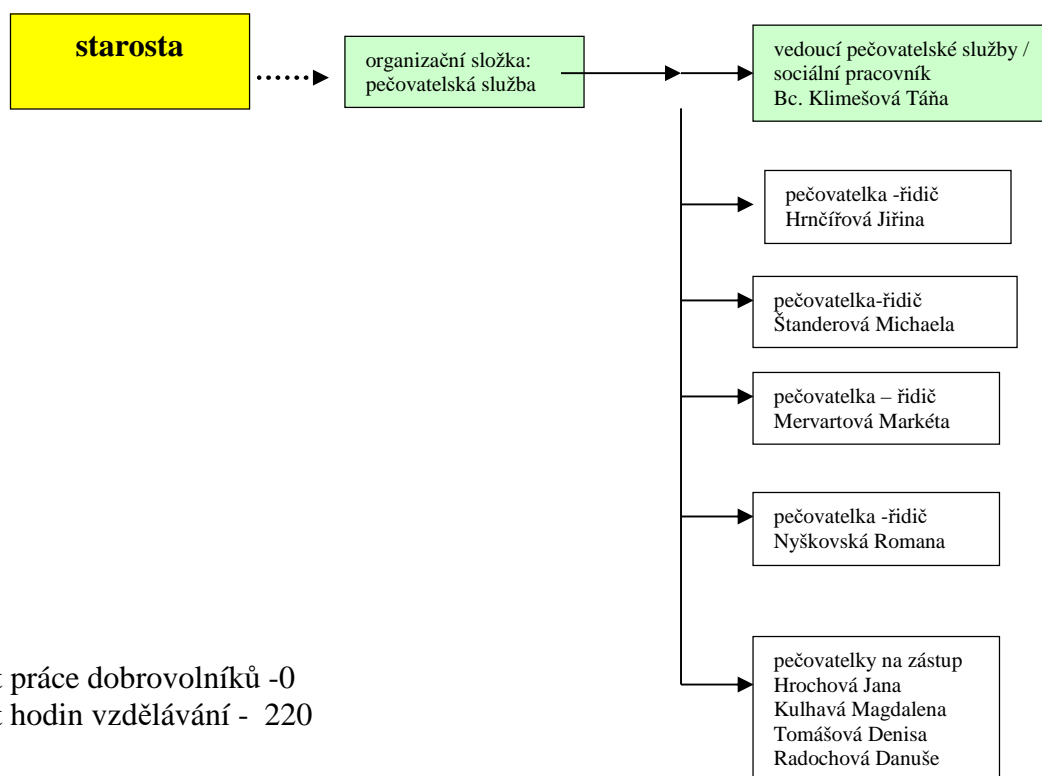 starosta
organizační složka:
pečovatelská služba
vedoucí pečovatelské služby /
sociální pracovník
Bc. Klimešová Táňa
pečovatelka -řidič
Hrnčířová Jiřina
pečovatelka-řidič
Štanderová Michaela
pečovatelka – řidič
Mervartová Markéta
pečovatelka -řidič
Nyškovská Romana
pečovatelky na zástup
Hrochová Jana
Kulhavá Magdalena
Tomášová Denisa
Radochová Danuše
práce dobrovolníků -0
hodin vzdělávání - 220